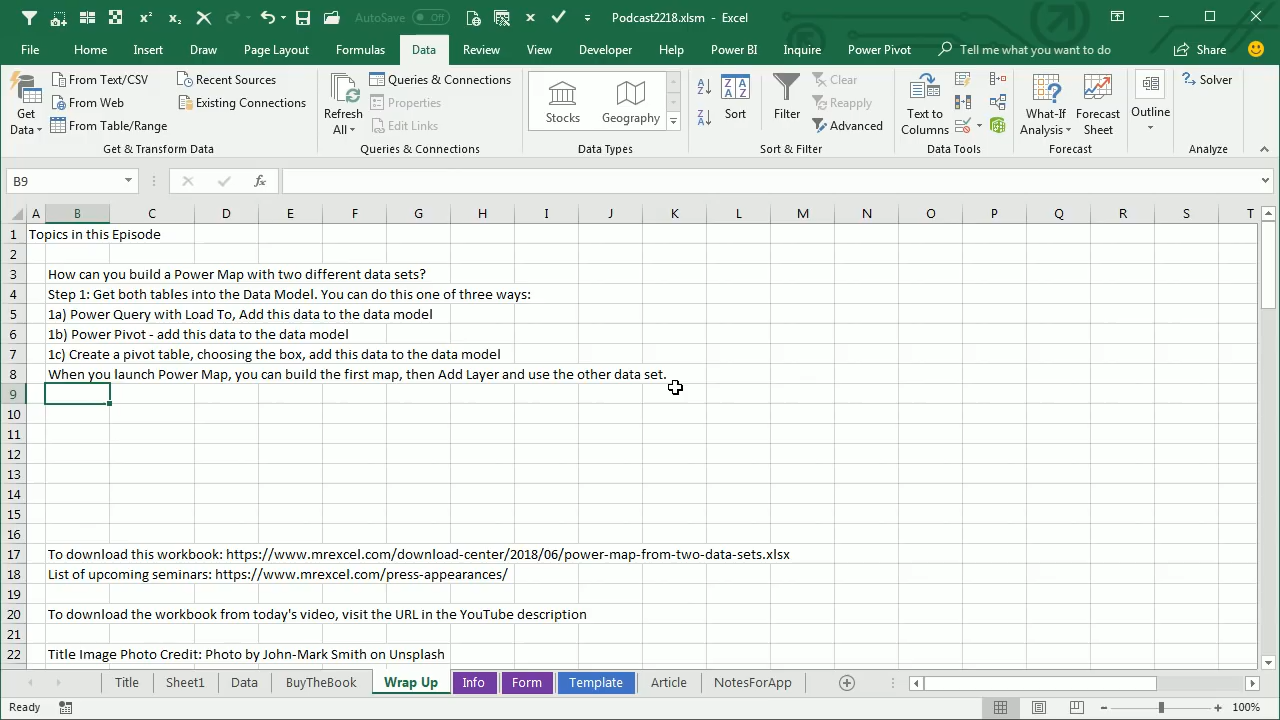 AutoSave Off
Podcast2218.xlsm - Excel
File Home Insert Draw Page Layout Formulas Data Review View Developer Help Power BI Inquire Power Pivot Tell me what you want to do Share
Get Data
From Text/CSV
From Web
From Table/Range
Recent Sources
Existing Connections
Get & Transform Data
Refresh All
Queries & Connections
Properties
Edit Links
Queries & Connections
Stocks
Geography
Data Types
Sort
Filter
Clear
Reapply
Advanced
Sort & Filter
Text to Columns
Data Tools
What-If Analysis
Forecast Sheet
Forecast
Outline
Solver
Analyze
B9
A B C D E F G H I J K L M N O P Q R S T
1 Topics in this Episode
2
3 How can you build a Power Map with two different data sets?
4 Step 1: Get both tables into the Data Model. You can do this one of three ways:
5 1a) Power Query with Load To, Add this data to the data model
6 1b) Power Pivot - add this data to the data model
7 1c) Create a pivot table, choosing the box, add this data to the data model
8 When you launch Power Map, you can build the first map, then Add Layer and use the other data set.
9
10
11
12
13
14
15
16
17 To download this workbook: https://www.mrexcel.com/download-center/2018/06/power-map-from-two-data-sets.xlsx
18 List of upcoming seminars: https://www.mrexcel.com/press-appearances/
19
20 To download the workbook from today's video, visit the URL in the YouTube description
21
22 Title Image Photo Credit: Photo by John-Mark Smith on Unsplash
Title Sheet1 Data BuyTheBook Wrap Up Info Form Template Article NotesForApp
Ready
100%